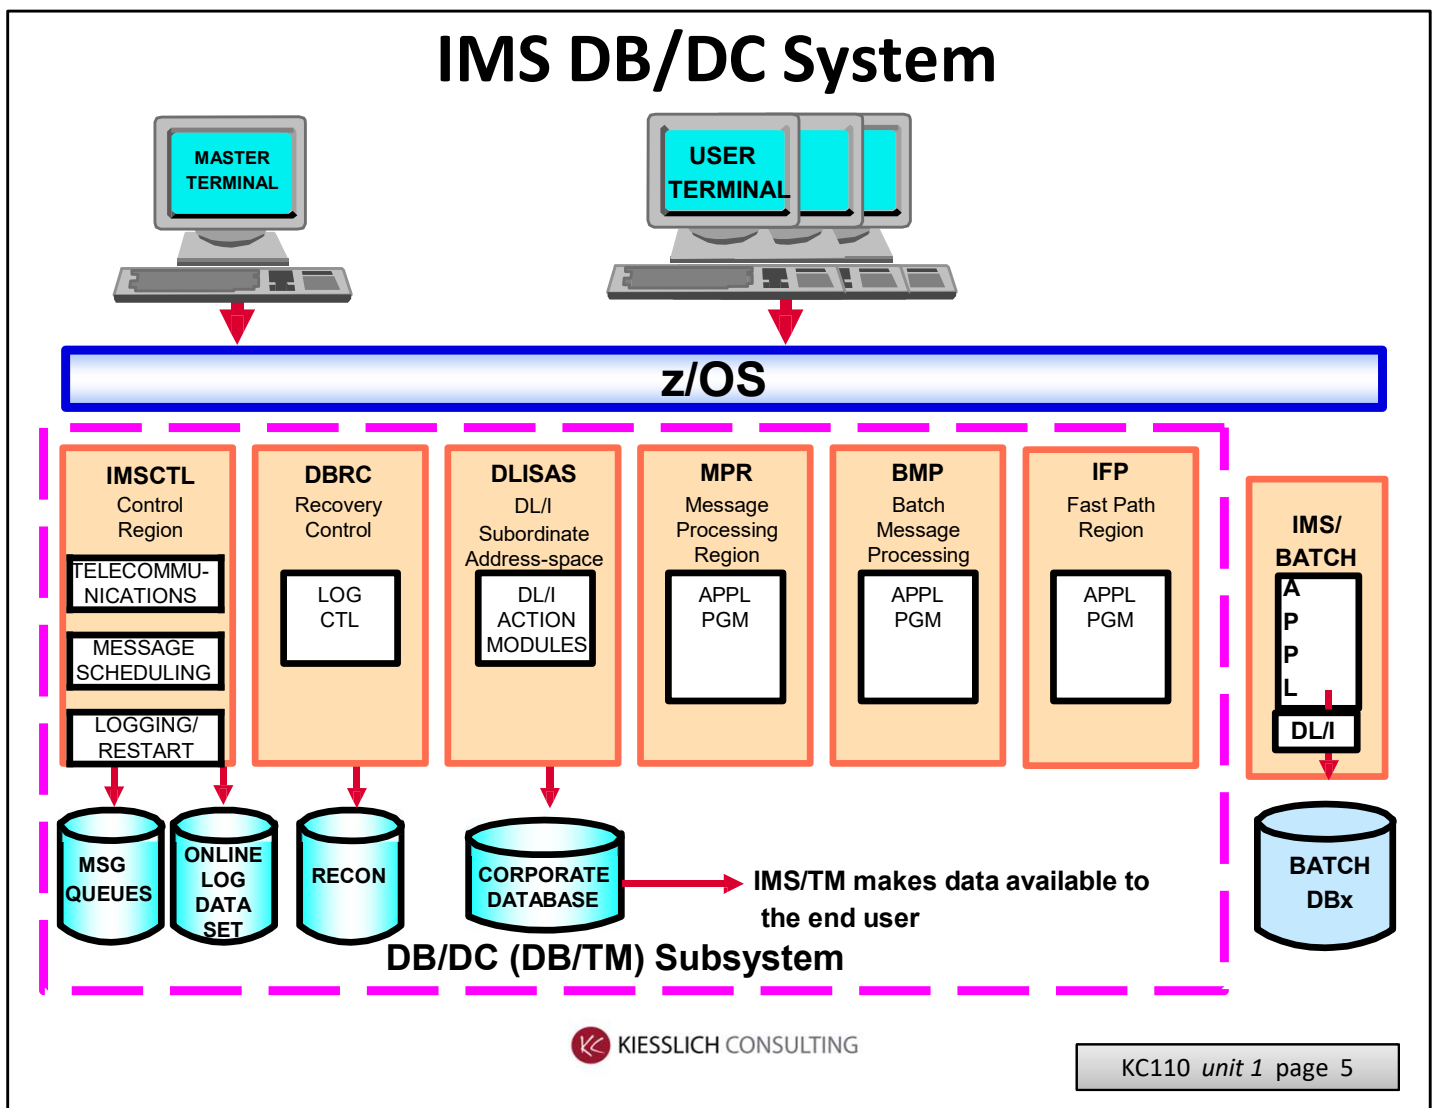 IMS DB/DC System
MASTER
TERMINAL
USER
TERMINAL
z/OS
IMSCTL
Control
Region
TELECOMMU-
NICATIONS
MESSAGE
SCHEDULING
LOGGING/
RESTART
DBRC
Recovery
Control
LOG
CTL
DLISAS
DL/I
Subordinate
Address-space
DL/I
ACTION
MODULES
MPR
Message
Processing
Region
APPL
PGM
BMP
Batch
Message
Processing
APPL
PGM
IFP
Fast Path
Region
APPL
PGM
IMS/
BATCH
A
P
P
L
DL/I
MSG
QUEUES
ONLINE
LOG
DATA
SET
RECON
CORPORATE
DATABASE
IMS/TM makes data available to
the end user
BATCH
DBx
DB/DC (DB/TM) Subsystem
KC KIESSLICH CONSULTING
KC110 unit 1 page 5